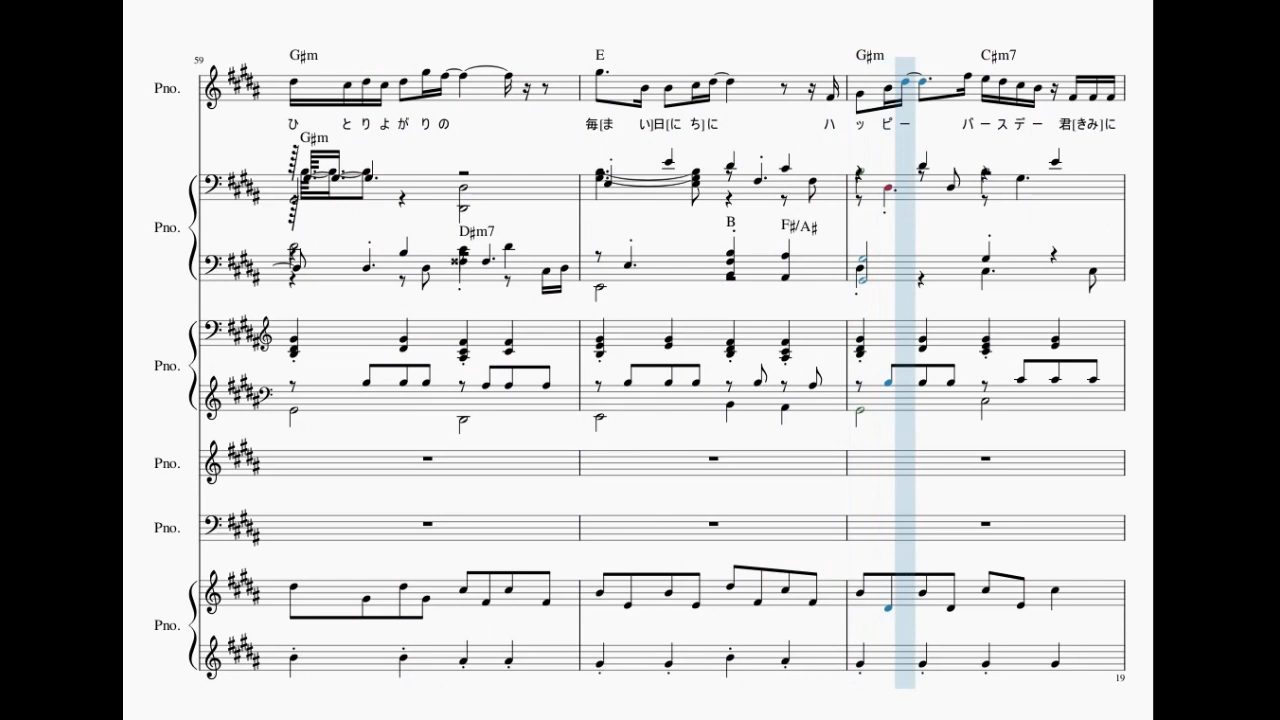 G♯m E G♯m C♯m7
59
Pno.
ひ と り よ が り の 毎[ま い]日[に ち]に ハ ッ ピ ー バ ー ス デ ー 君[きみ]に
G♯m
Pno.
D♯m7 B F♯/A♯
Pno.
Pno.
Pno.
Pno.
19